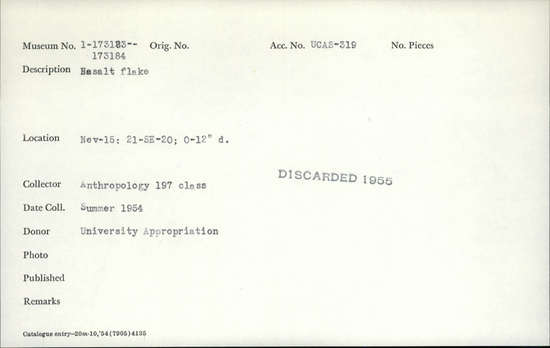 Museum No. 1-173183-- Orig. No. Acc. No. UCAS-319 No. Pieces
173184
Description Basalt flake
Location Nev-15: 21-SE-20; 0-12" d.
Collector Anthropology 197 class
DISCARDED 1955
Date Coll. Summer 1954
Donor University Appropriation
Photo
Published
Remarks
Catalogue entry—20m-10,'54 (7905) 4135